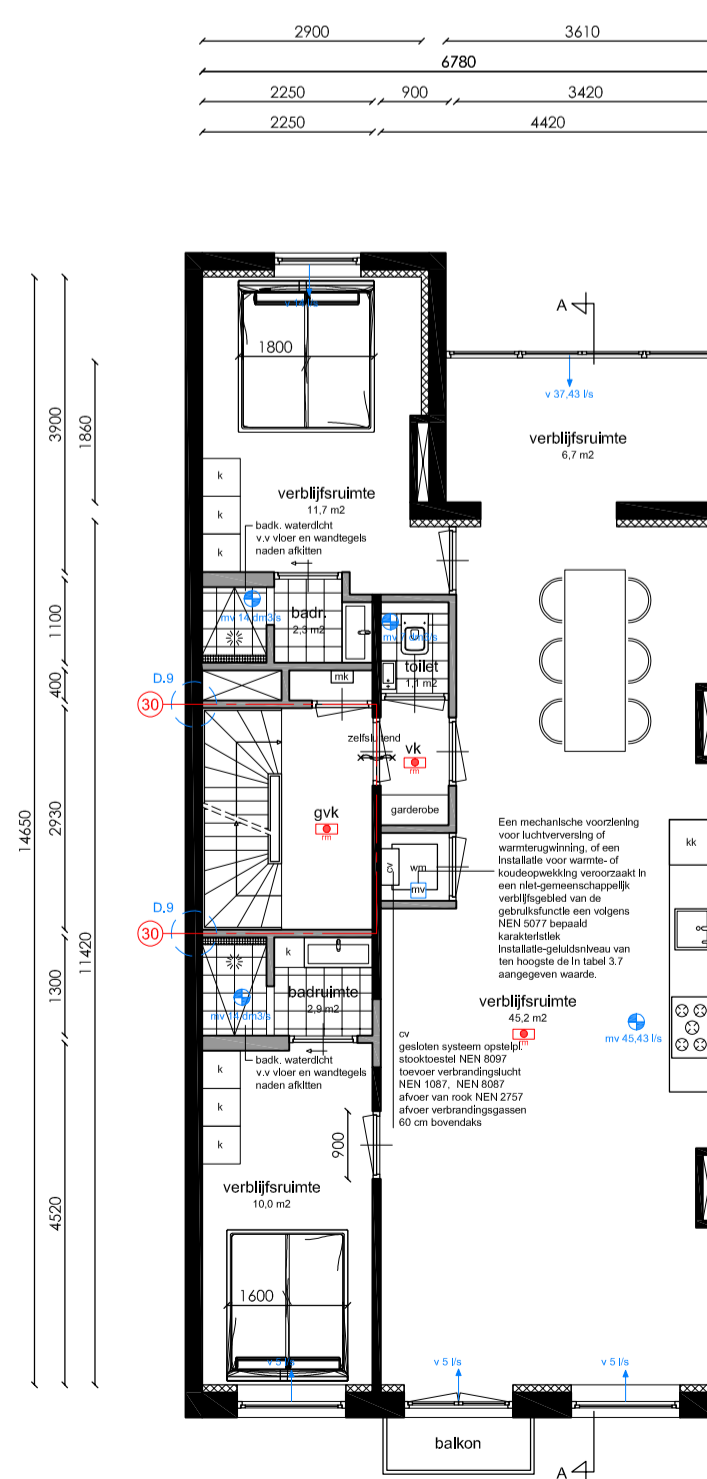 2900
3610
6780
2250
900
3420
2250
4420
A
1800
v 37,43 l/s
verblijfsruimte
6,7 m2
3900
1860
k
k
k
verblijfsruimte
11,7 m2
badk. waterdicht
v.v vloer en wandtegels
naden afkitten
1100
mv 14 dm3/s
badr.
2,3 m2
toilet
1,1 m2
400
D.9
30
mk
zelfsluitend
vk
rm
2930
gvk
rm
garderobe
14650
11420
cv
wm
mv
kk
Een mechanische voorziening
voor luchtverversing of
warmterugwinning, of een
installatie voor warmte- of
koudeopwekking veroorzaakt in
een niet-gemeenschappelijk
verblijfsgebied van de
gebruiksfunctie een volgens
NEN 5077 bepaald
karakteristiek
installatie-geluidsniveau van
ten hoogste de in tabel 3.7
aangegeven waarde.
D.9
30
1300
k
badruimte
2,9 m2
mv 14 dm3/s
verblijfsruimte
45,2 m2
rm
mv 45,43 l/s
cv
gesloten systeem opstelpl.
stooktoestel NEN 8097
toevoer verbrandingslucht
NEN 1087, NEN 8087
afvoer van rook NEN 2757
afvoer verbrandingsgassen
60 cm bovendaks
badk. waterdicht
v.v vloer en wandtegels
naden afkitten
k
k
k
900
4520
verblijfsruimte
10,0 m2
1600
v 5 l/s
v 5 l/s
v 5 l/s
balkon
A